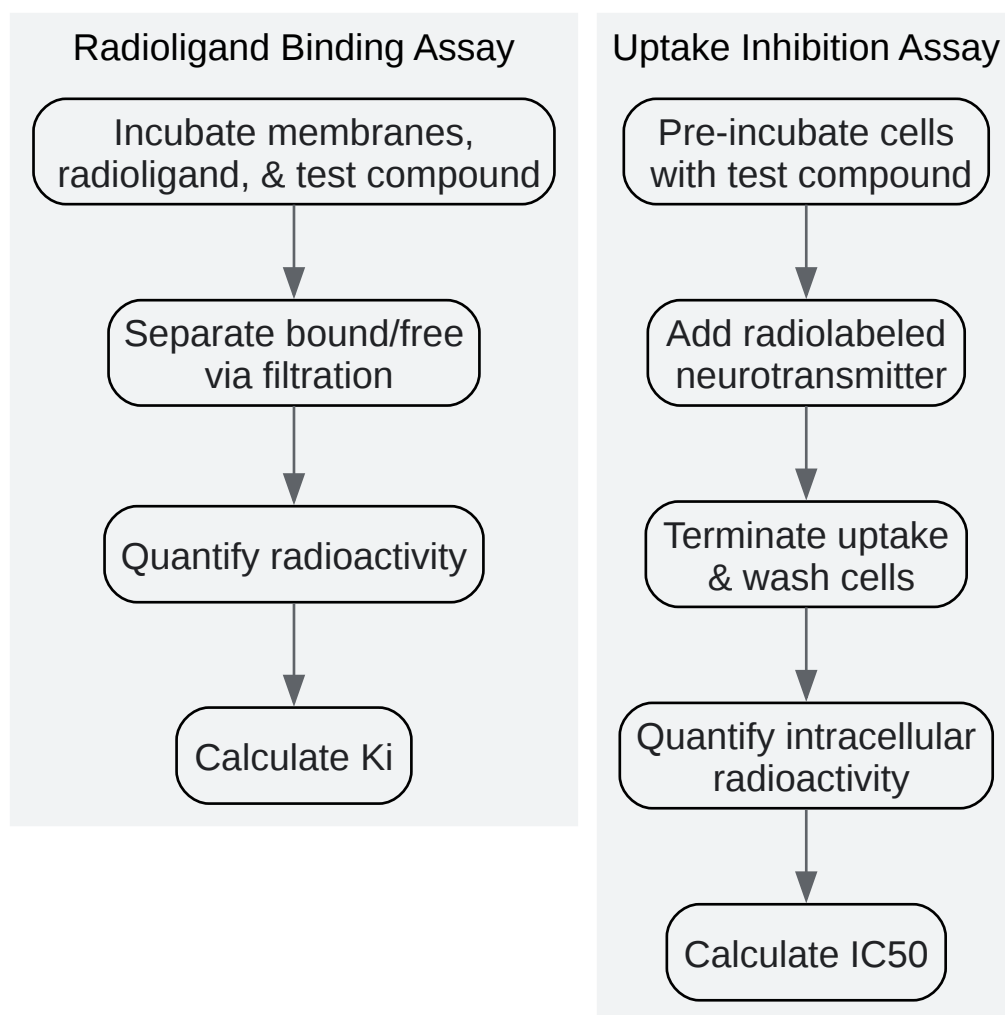 Radioligand Binding Assay
Incubate membranes,
radioligand, & test compound
Separate bound/free
via filtration
Quantify radioactivity
Calculate Ki
Uptake Inhibition Assay
Pre-incubate cells
with test compound
Add radiolabeled
neurotransmitter
Terminate uptake
& wash cells
Quantify intracellular
radioactivity
Calculate IC50